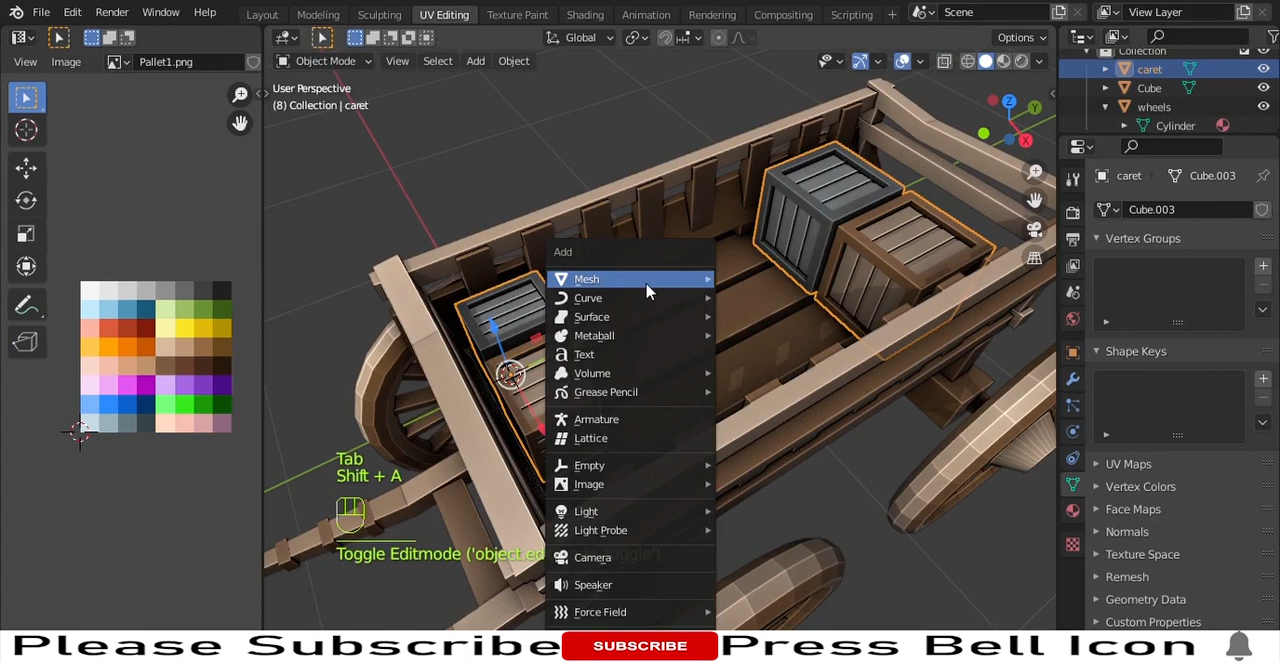 File Edit Render Window Help
Layout Modeling Sculpting UV Editing Texture Paint Shading Animation Rendering Compositing Scripting +
Scene
View Layer
Global
Options
View Image Pallet1.png
Object Mode View Select Add Object
User Perspective
(8) Collection | caret
Z
Y
X
Collection
caret
Cube
wheels
Cylinder
caret
Cube.003
Cube.003
Vertex Groups
Shape Keys
UV Maps
Vertex Colors
Face Maps
Normals
Texture Space
Remesh
Geometry Data
Custom Properties
Add
Mesh
Curve
Surface
Metaball
Text
Volume
Grease Pencil
Armature
Lattice
Empty
Image
Light
Light Probe
Camera
Speaker
Force Field
Tab
Shift + A
Toggle Editmode ('object.ed
Please Subscribe SUBSCRIBE Press Bell Icon